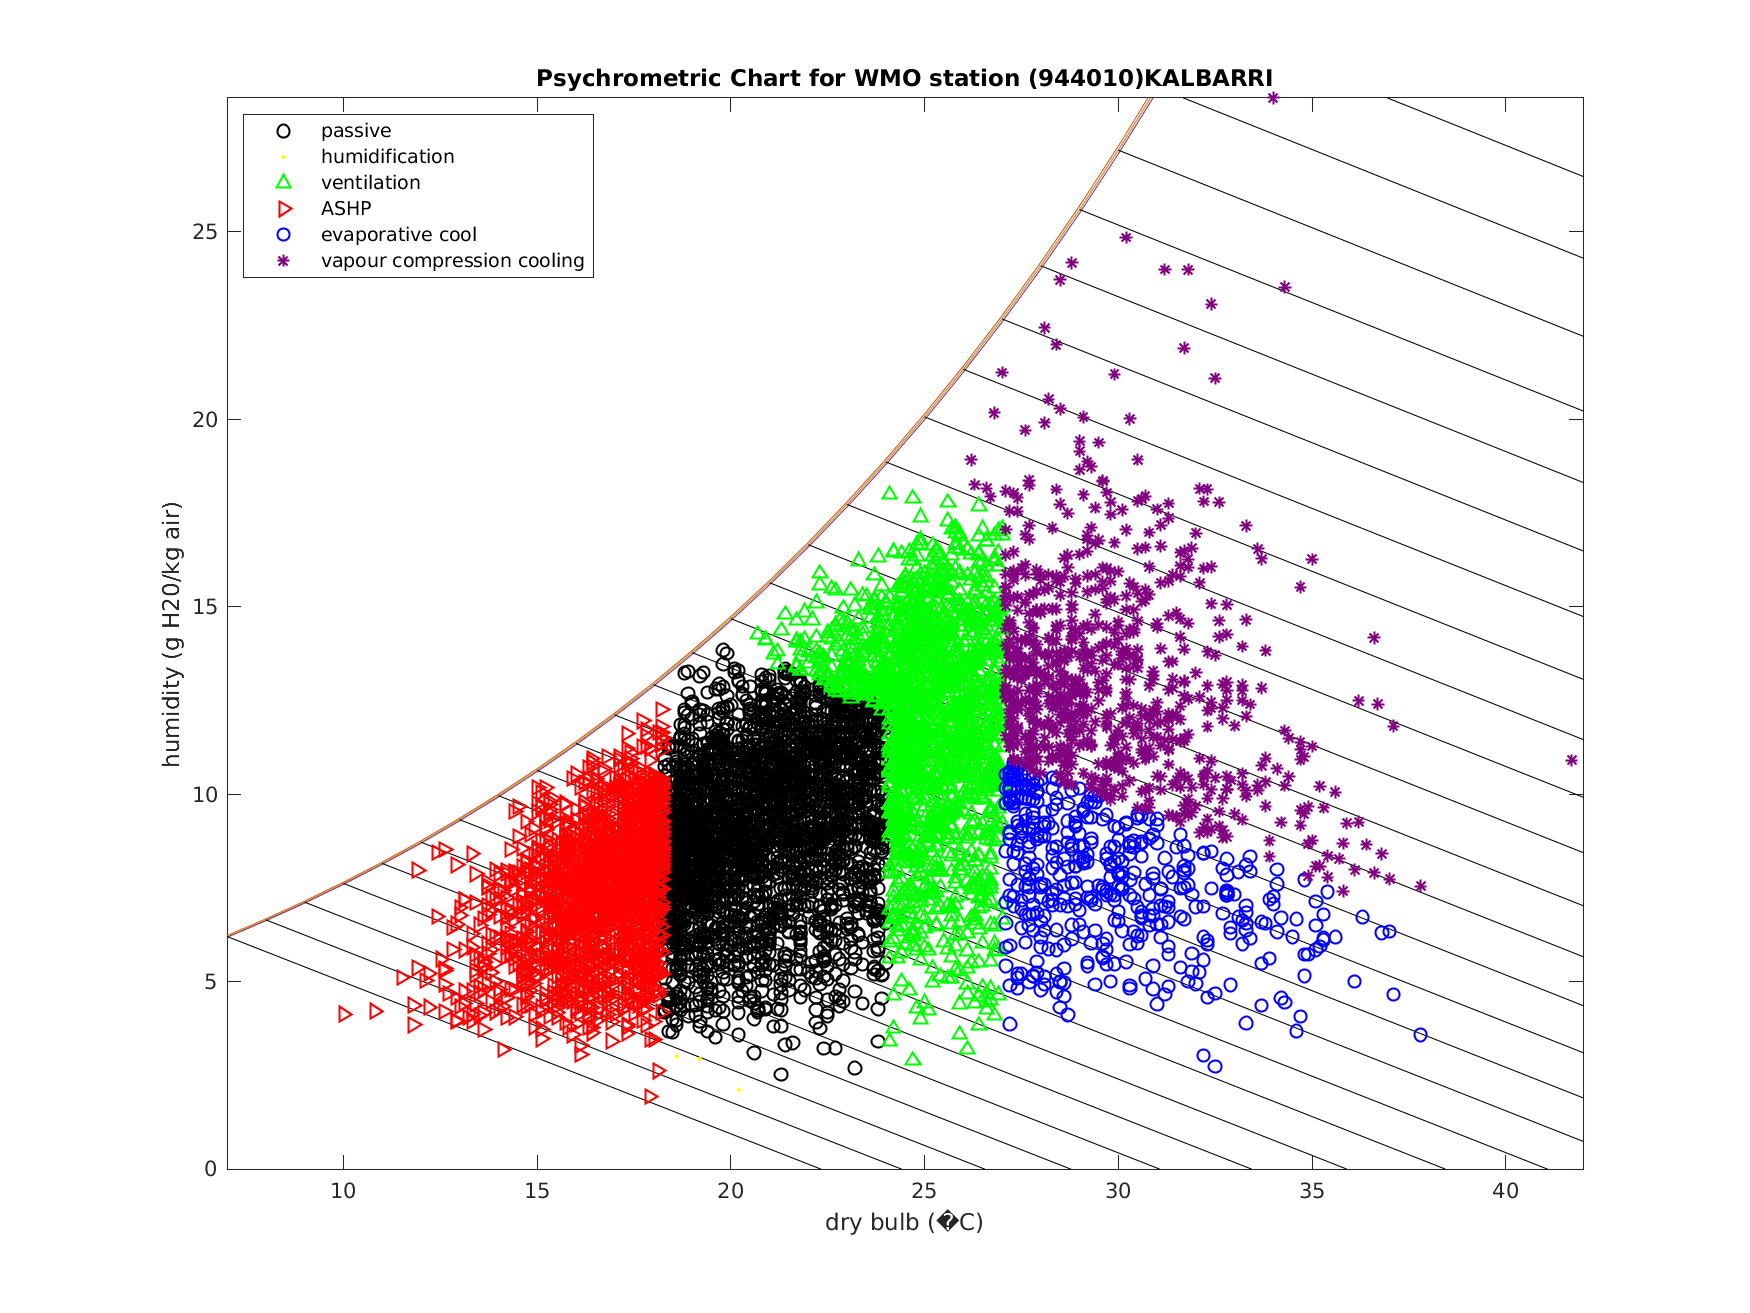 Psychrometric Chart for WMO station (944010)KALBARRI
passive
humidification
ventilation
ASHP
evaporative cool
vapour compression cooling
humidity (g H20/kg air)
25
20
15
10
5
0
10 15 20 25 30 35 40
dry bulb (�C)